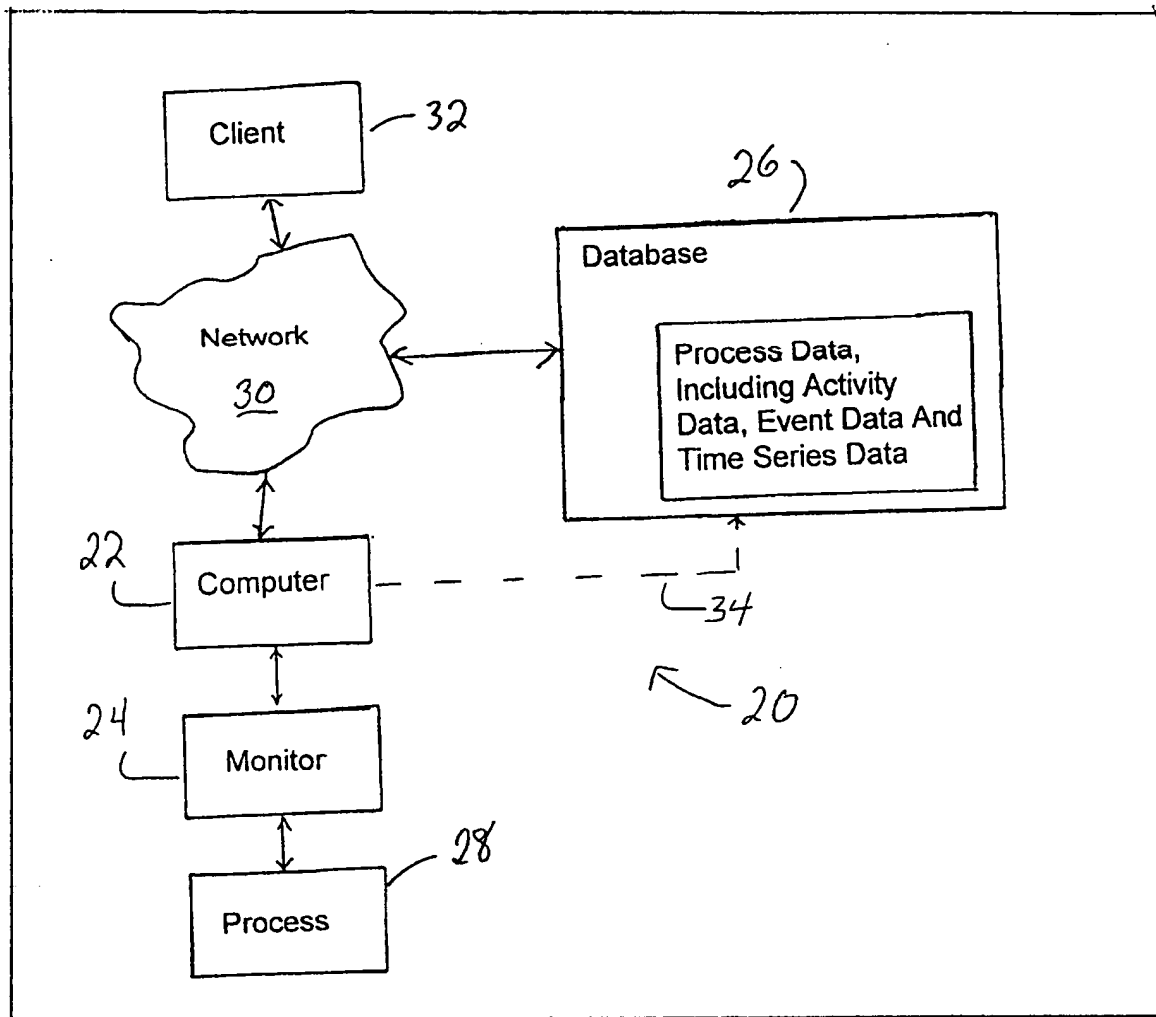 Client
32
26
Database
Network
30
Process Data,
Including Activity
Data, Event Data And
Time Series Data
22
Computer
34
20
24
Monitor
28
Process